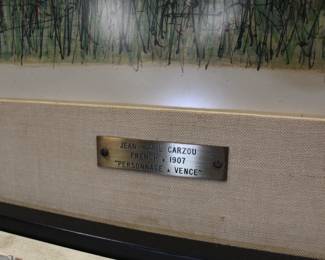 JEAN CARZOU
FRENCH 1907
"PERSONNAGE A VENCE"